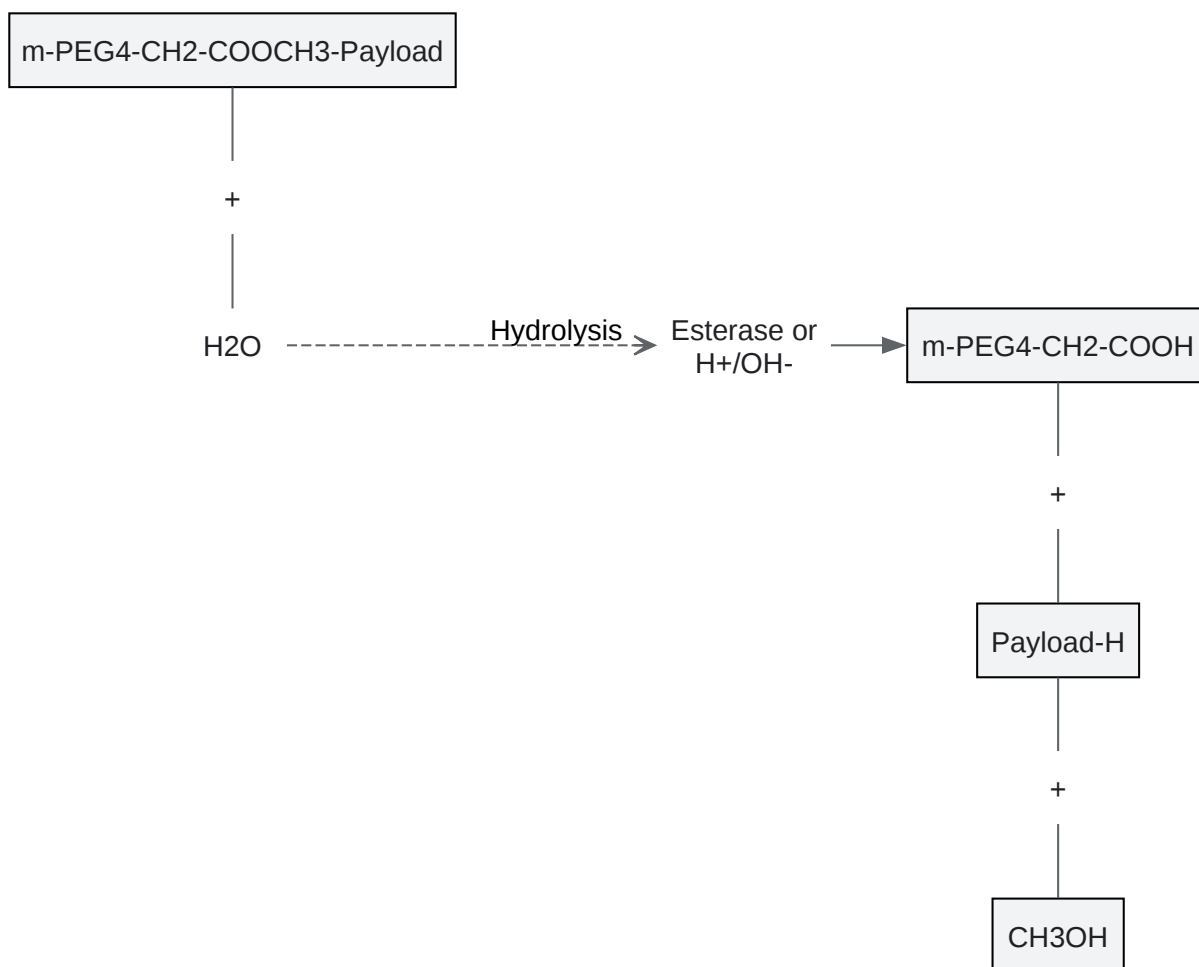 m-PEG4-CH2-COOCH3-Payload
+
H2O
Hydrolysis
Esterase or
H+/OH-
m-PEG4-CH2-COOH
+
Payload-H
+
CH3OH